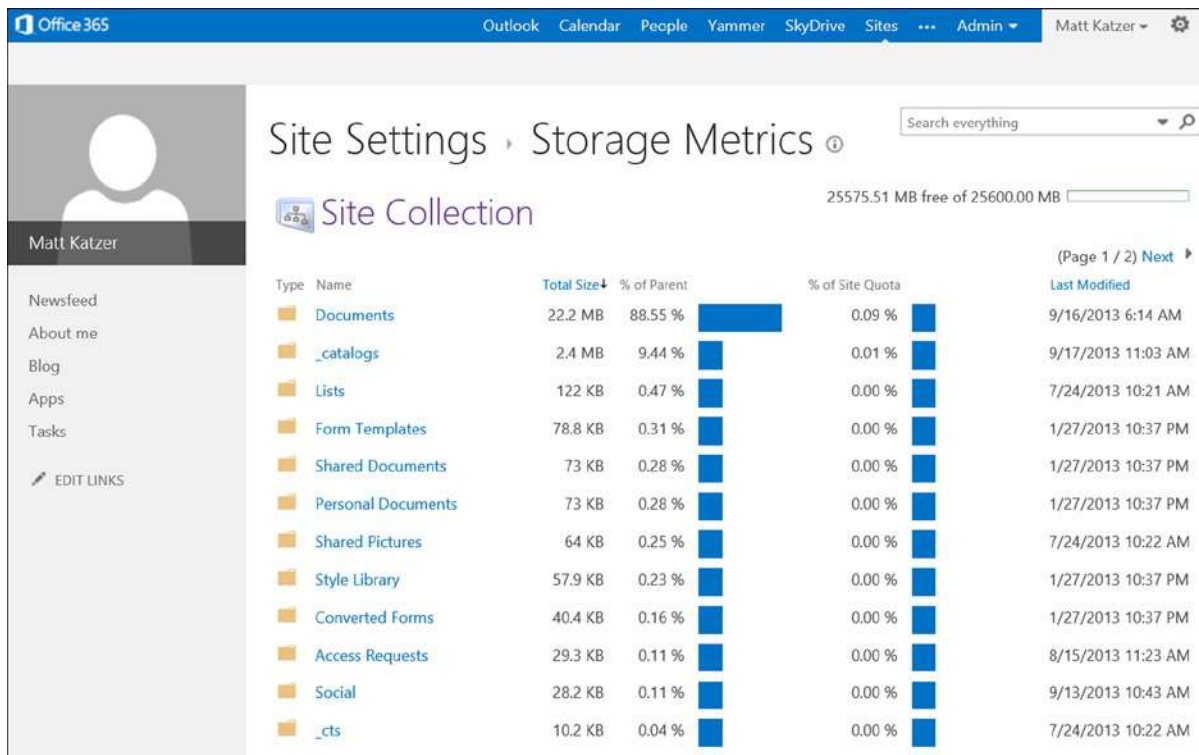 Office 365 Outlook Calendar People Yammer SkyDrive Sites ••• Admin Matt Katzer
Site Settings › Storage Metrics
Search everything
Site Collection
25575.51 MB free of 25600.00 MB
Matt Katzer
Newsfeed
About me
Blog
Apps
Tasks
EDIT LINKS
(Page 1 / 2) Next
Type Name Total Size↓ % of Parent % of Site Quota Last Modified
Documents 22.2 MB 88.55 % 0.09 % 9/16/2013 6:14 AM
_catalogs 2.4 MB 9.44 % 0.01 % 9/17/2013 11:03 AM
Lists 122 KB 0.47 % 0.00 % 7/24/2013 10:21 AM
Form Templates 78.8 KB 0.31 % 0.00 % 1/27/2013 10:37 PM
Shared Documents 73 KB 0.28 % 0.00 % 1/27/2013 10:37 PM
Personal Documents 73 KB 0.28 % 0.00 % 1/27/2013 10:37 PM
Shared Pictures 64 KB 0.25 % 0.00 % 7/24/2013 10:22 AM
Style Library 57.9 KB 0.23 % 0.00 % 1/27/2013 10:37 PM
Converted Forms 40.4 KB 0.16 % 0.00 % 1/27/2013 10:37 PM
Access Requests 29.3 KB 0.11 % 0.00 % 8/15/2013 11:23 AM
Social 28.2 KB 0.11 % 0.00 % 9/13/2013 10:43 AM
_cts 10.2 KB 0.04 % 0.00 % 7/24/2013 10:22 AM